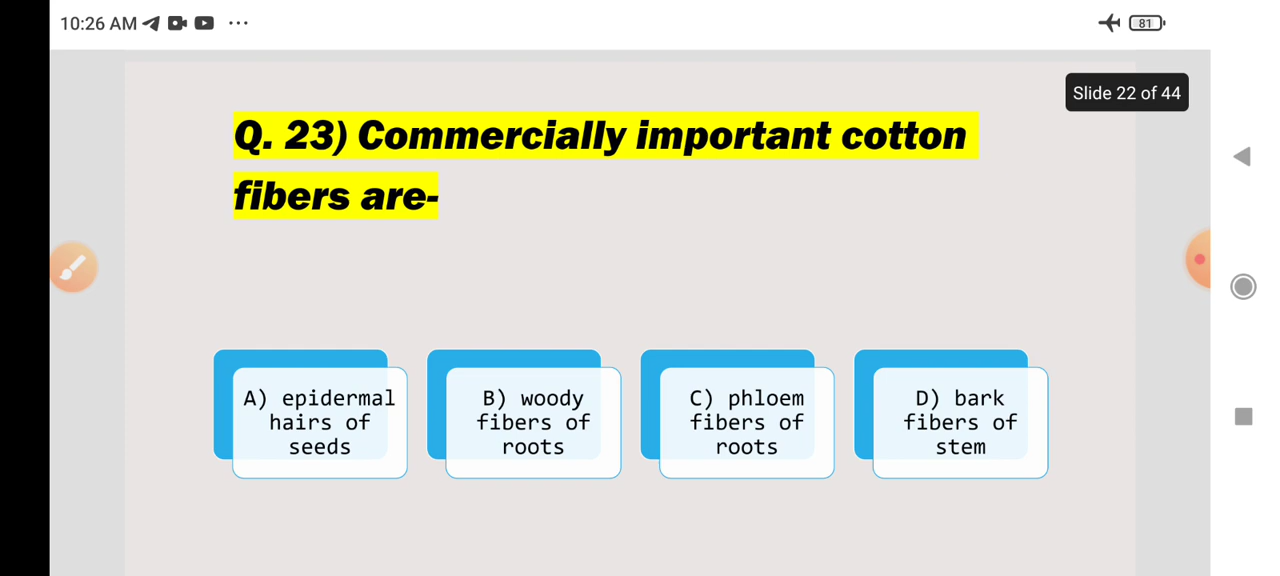 10:26 AM ...
81
Slide 22 of 44
Q. 23) Commercially important cotton
fibers are-
A) epidermal
hairs of
seeds
B) woody
fibers of
roots
C) phloem
fibers of
roots
D) bark
fibers of
stem